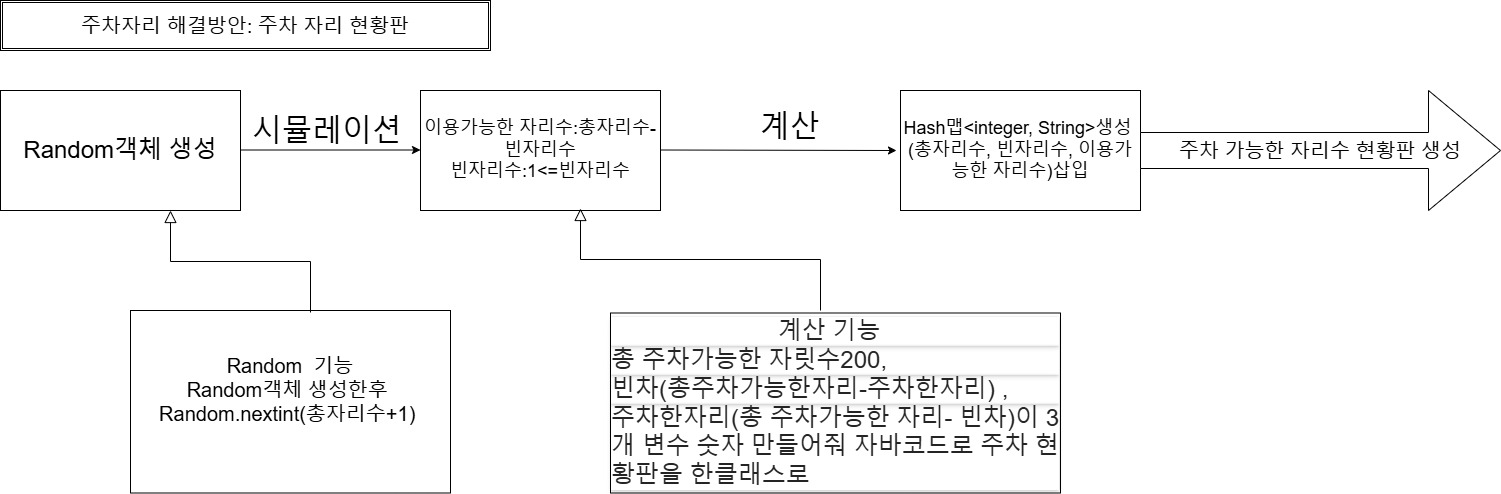 주차자리 해결방안: 주차 자리 현황판
Random객체 생성
시뮬레이션
이용가능한 자리수:총자리수-
빈자리수
빈자리수:1<=빈자리수
계산
Hash맵<integer, String>생성
(총자리수, 빈자리수, 이용가
능한 자리수)삽입
주차 가능한 자리수 현황판 생성
Random 기능
Random객체 생성한후
Random.nextint(총자리수+1)
계산 기능
총 주차가능한 자릿수200,
빈차(총주차가능한자리-주차한자리) ,
주차한자리(총 주차가능한 자리- 빈차)이 3
개 변수 숫자 만들어줘 자바코드로 주차 현
황판을 한클래스로